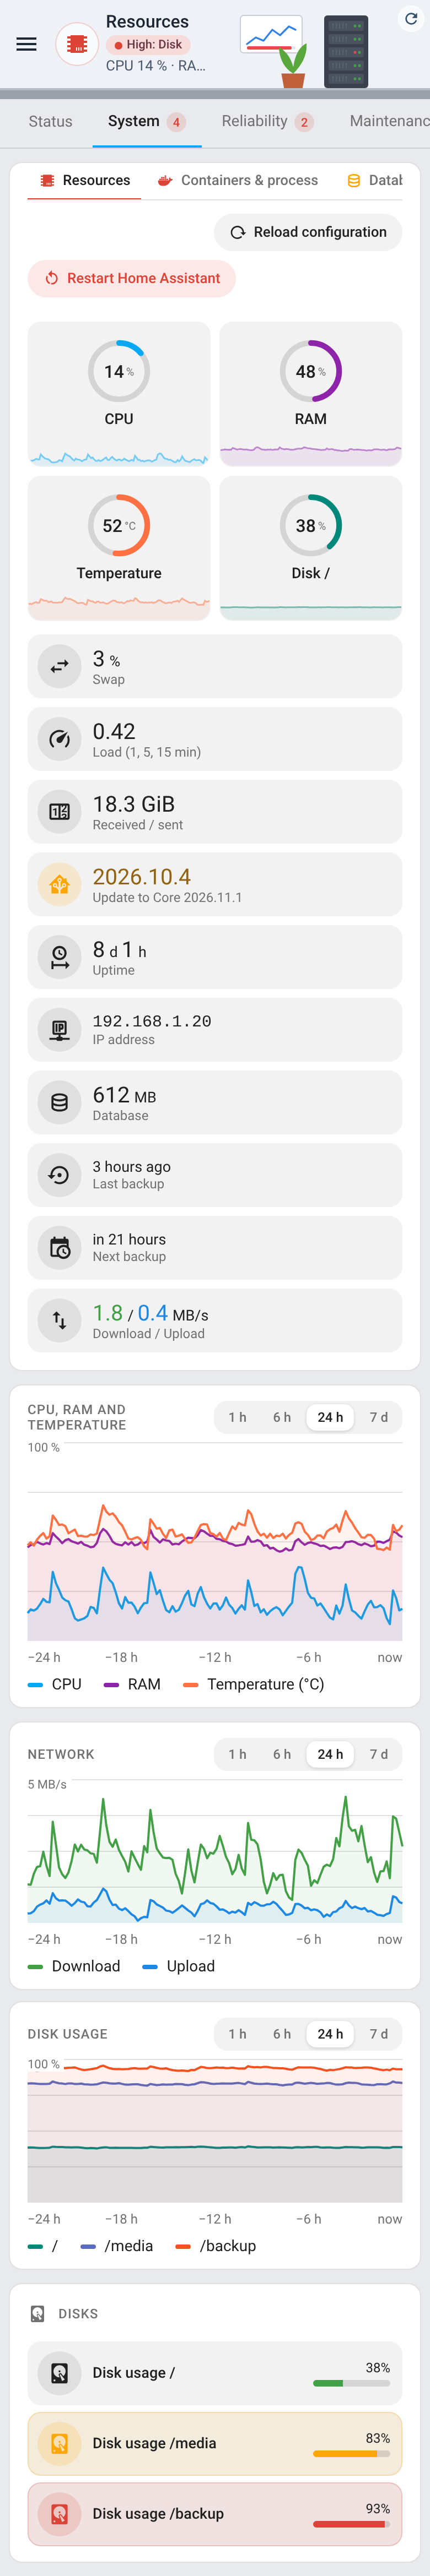 Resources
High: Disk
CPU 14 % · RA…
Status
System 4
Reliability 2
Maintenanc
Resources
Containers & process
Datab
Reload configuration
Restart Home Assistant
14 %
CPU
48 %
RAM
52 °C
Temperature
38 %
Disk /
3 %
Swap
0.42
Load (1, 5, 15 min)
18.3 GiB
Received / sent
2026.10.4
Update to Core 2026.11.1
8 d 1 h
Uptime
192.168.1.20
IP address
612 MB
Database
3 hours ago
Last backup
in 21 hours
Next backup
1.8 / 0.4 MB/s
Download / Upload
CPU, RAM AND
TEMPERATURE
1 h 6 h 24 h 7 d
100 %
−24 h −18 h −12 h −6 h now
CPU RAM Temperature (°C)
NETWORK
1 h 6 h 24 h 7 d
5 MB/s
−24 h −18 h −12 h −6 h now
Download Upload
DISK USAGE
1 h 6 h 24 h 7 d
100 %
−24 h −18 h −12 h −6 h now
/ /media /backup
DISKS
Disk usage /
38%
Disk usage /media
83%
Disk usage /backup
93%